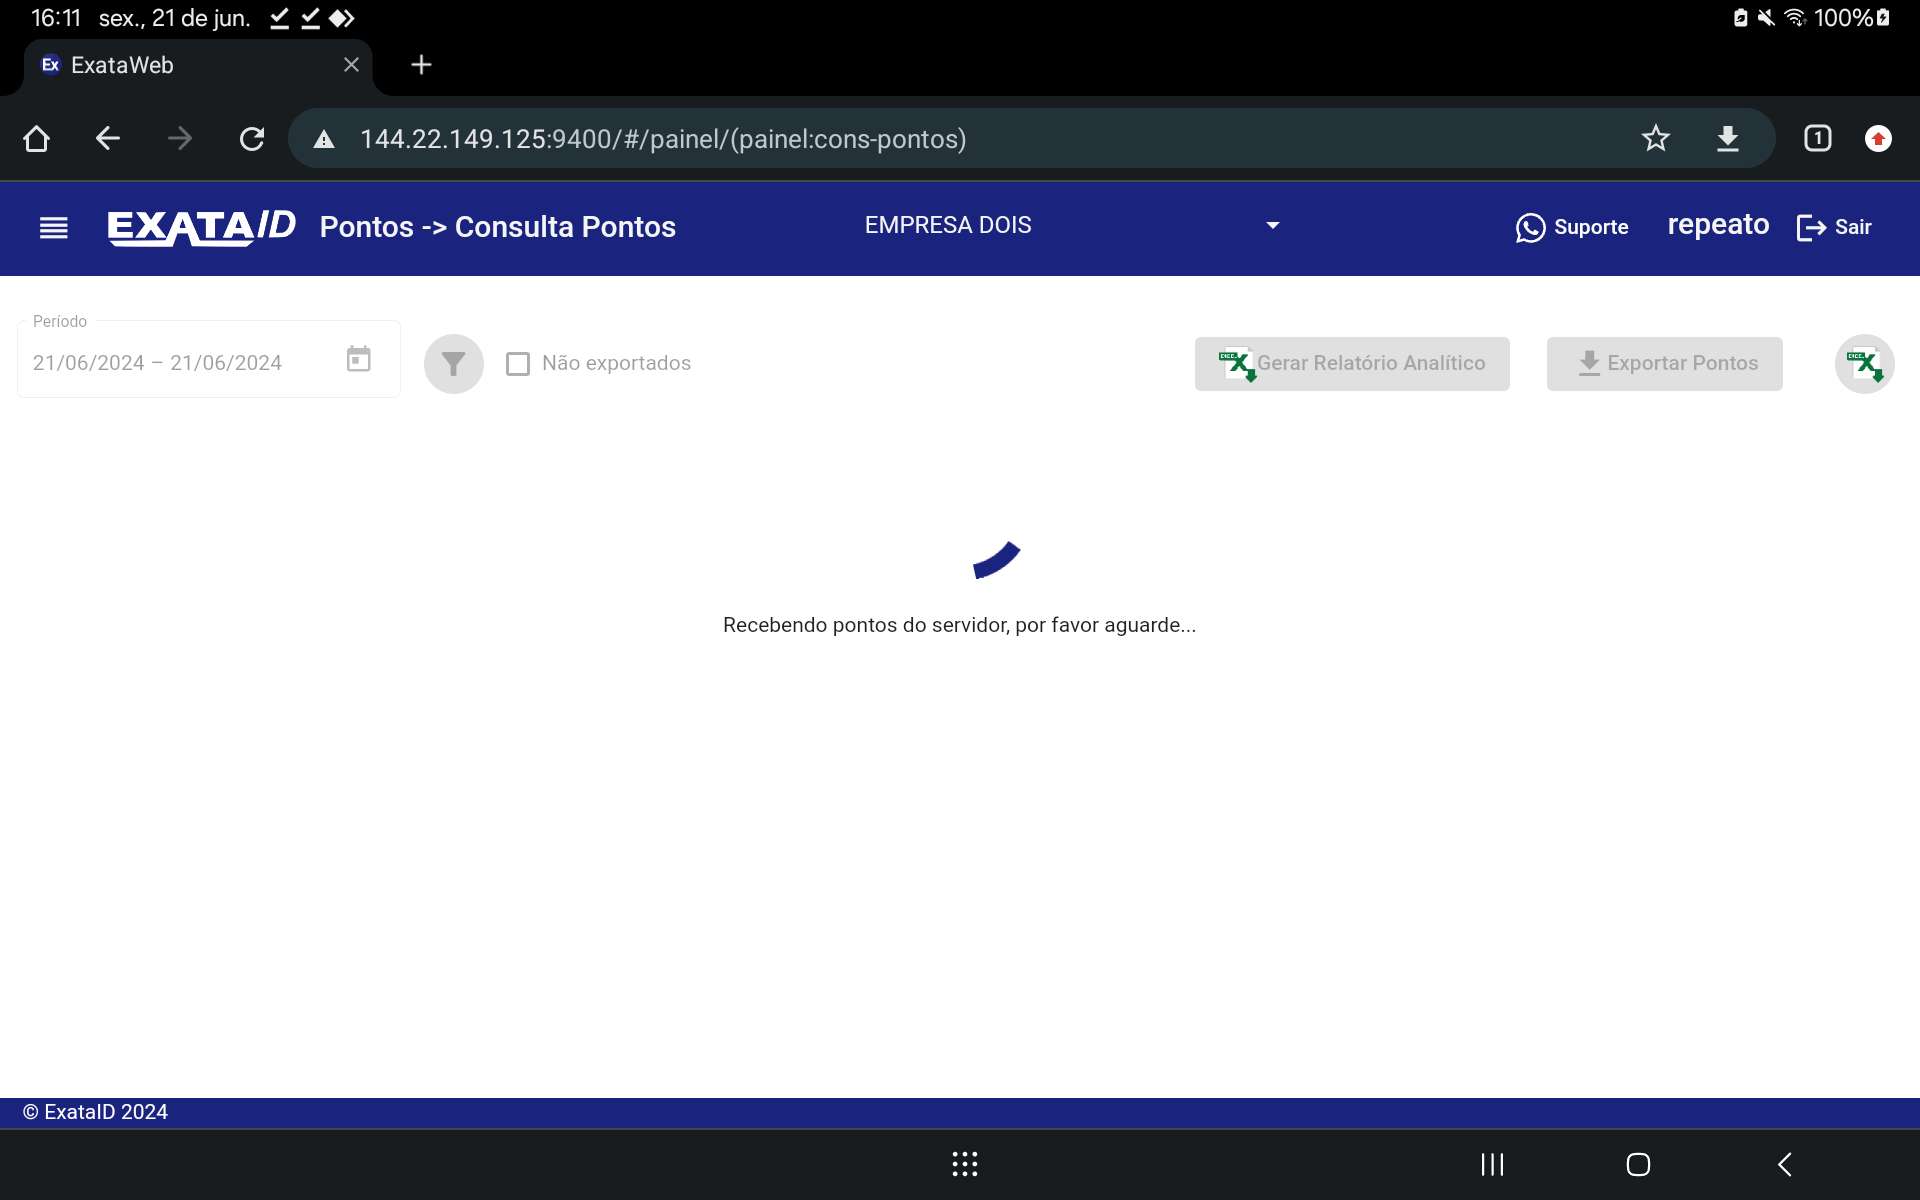 16:11 sex., 21 de jun. 100%
Ex ExataWeb
144.22.149.125:9400/#/painel/(painel:cons-pontos) 1
EXATAID Pontos -> Consulta Pontos EMPRESA DOIS Suporte repeato Sair
Período
21/06/2024 – 21/06/2024 Não exportados Gerar Relatório Analítico Exportar Pontos
Recebendo pontos do servidor, por favor aguarde...
© ExataID 2024